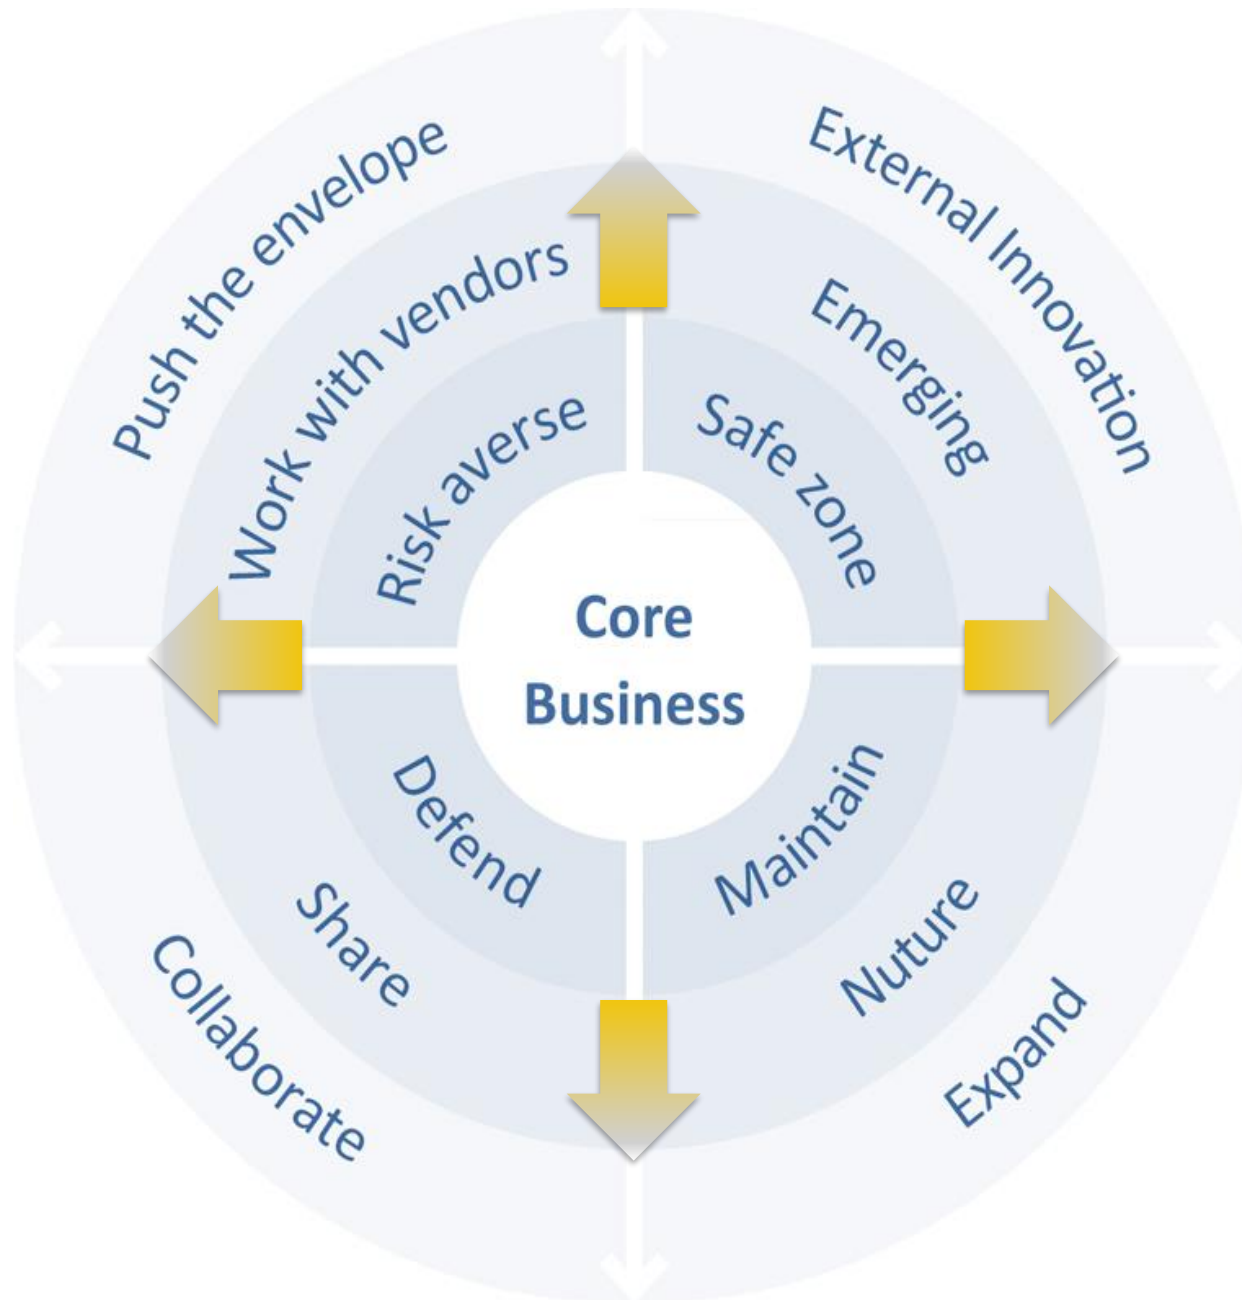 Push the envelope
External Innovation
Work with vendors
Emerging
Risk averse
Safe zone
Core
Business
Defend
Maintain
Share
Nuture
Collaborate
Expand